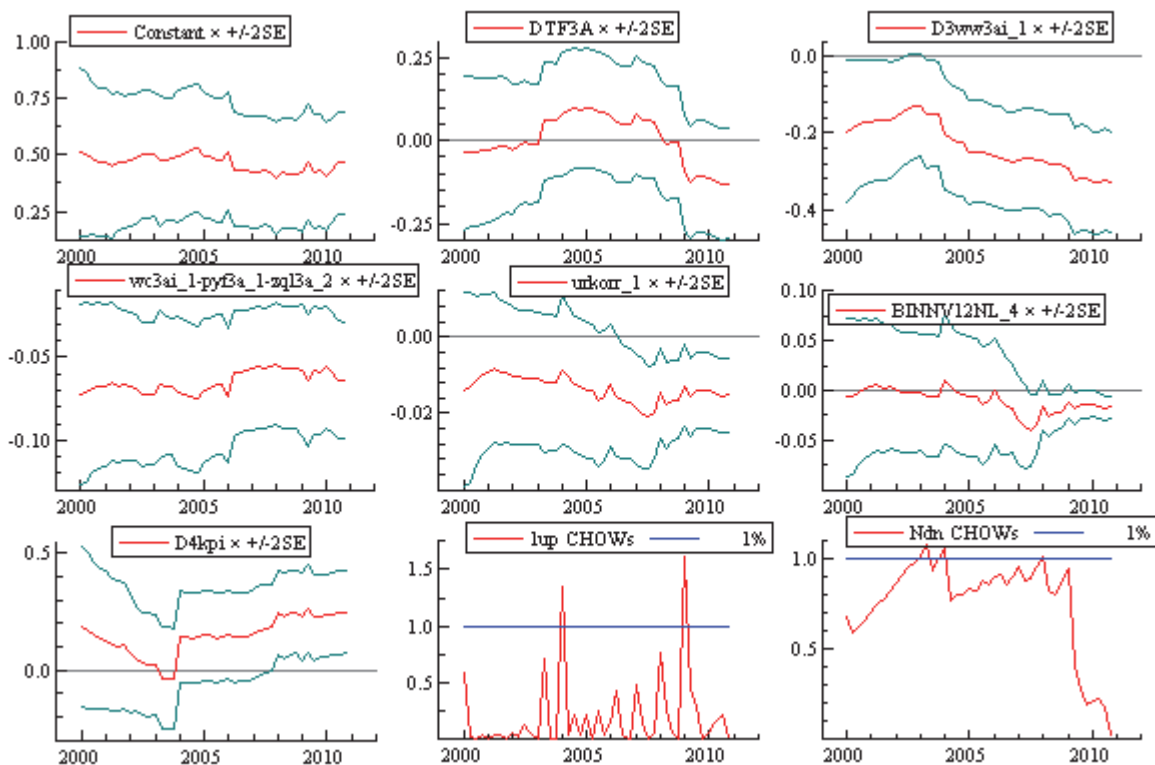 Constant × +/-2SE
1.00
0.75
0.50
0.25
2000 2005 2010
DTF3A × +/-2SE
0.25
0.00
-0.25
2000 2005 2010
D3ww3ai_1 × +/-2SE
0.0
-0.2
-0.4
2000 2005 2010
wc3ai_1-pyf3a_1-zql3a_2 × +/-2SE
-0.05
-0.10
2000 2005 2010
urkorr_1 × +/-2SE
0.00
-0.02
2000 2005 2010
BINNV12NL_4 × +/-2SE
0.10
0.05
0.00
-0.05
2000 2005 2010
D4kpi × +/-2SE
0.5
0.0
2000 2005 2010
1up CHOWs 1%
1.5
1.0
0.5
2000 2005 2010
Ndn CHOWs 1%
1.0
0.5
2000 2005 2010